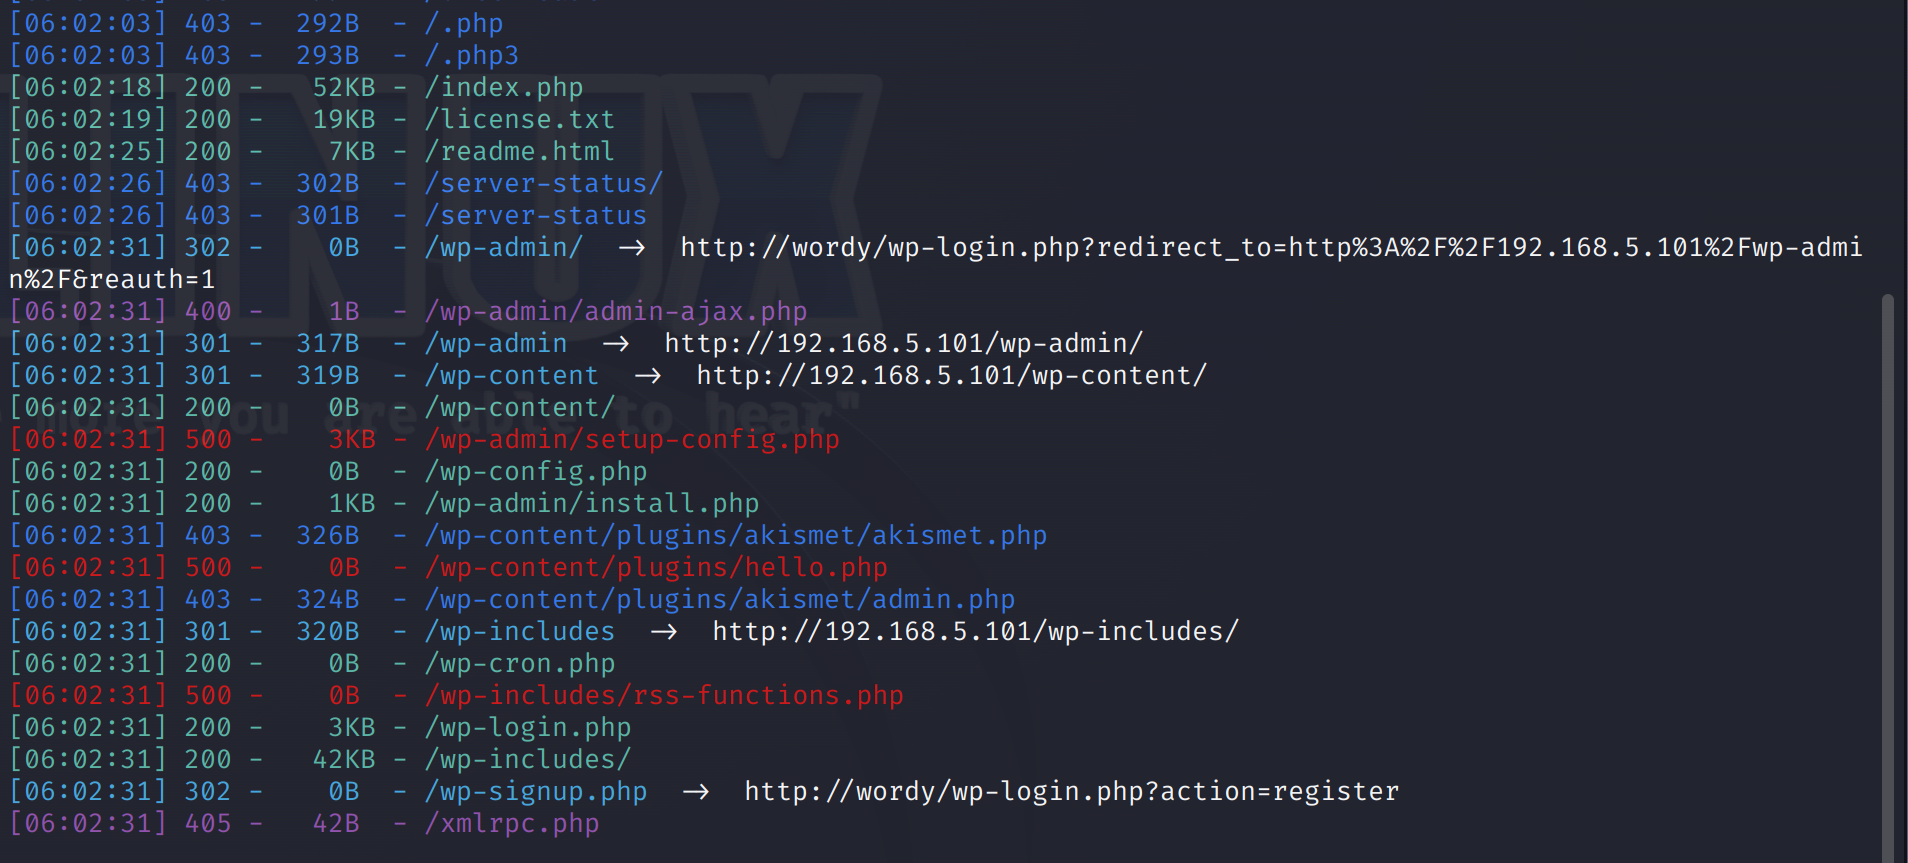 [06:02:03] 403 -  292B  - /.php
[06:02:03] 403 -  293B  - /.php3
[06:02:18] 200 -   52KB - /index.php
[06:02:19] 200 -   19KB - /license.txt
[06:02:25] 200 -    7KB - /readme.html
[06:02:26] 403 -  302B  - /server-status/
[06:02:26] 403 -  301B  - /server-status
[06:02:31] 302 -    0B  - /wp-admin/  →  http://wordy/wp-login.php?redirect_to=http%3A%2F%2F192.168.5.101%2Fwp-admi
n%2F&reauth=1
[06:02:31] 400 -    1B  - /wp-admin/admin-ajax.php
[06:02:31] 301 -  317B  - /wp-admin  →  http://192.168.5.101/wp-admin/
[06:02:31] 301 -  319B  - /wp-content  →  http://192.168.5.101/wp-content/
[06:02:31] 200 -    0B  - /wp-content/
more you are able to hear"
[06:02:31] 500 -    3KB - /wp-admin/setup-config.php
[06:02:31] 200 -    0B  - /wp-config.php
[06:02:31] 200 -    1KB - /wp-admin/install.php
[06:02:31] 403 -  326B  - /wp-content/plugins/akismet/akismet.php
[06:02:31] 500 -    0B  - /wp-content/plugins/hello.php
[06:02:31] 403 -  324B  - /wp-content/plugins/akismet/admin.php
[06:02:31] 301 -  320B  - /wp-includes  →  http://192.168.5.101/wp-includes/
[06:02:31] 200 -    0B  - /wp-cron.php
[06:02:31] 500 -    0B  - /wp-includes/rss-functions.php
[06:02:31] 200 -    3KB - /wp-login.php
[06:02:31] 200 -   42KB - /wp-includes/
[06:02:31] 302 -    0B  - /wp-signup.php  →  http://wordy/wp-login.php?action=register
[06:02:31] 405 -   42B  - /xmlrpc.php